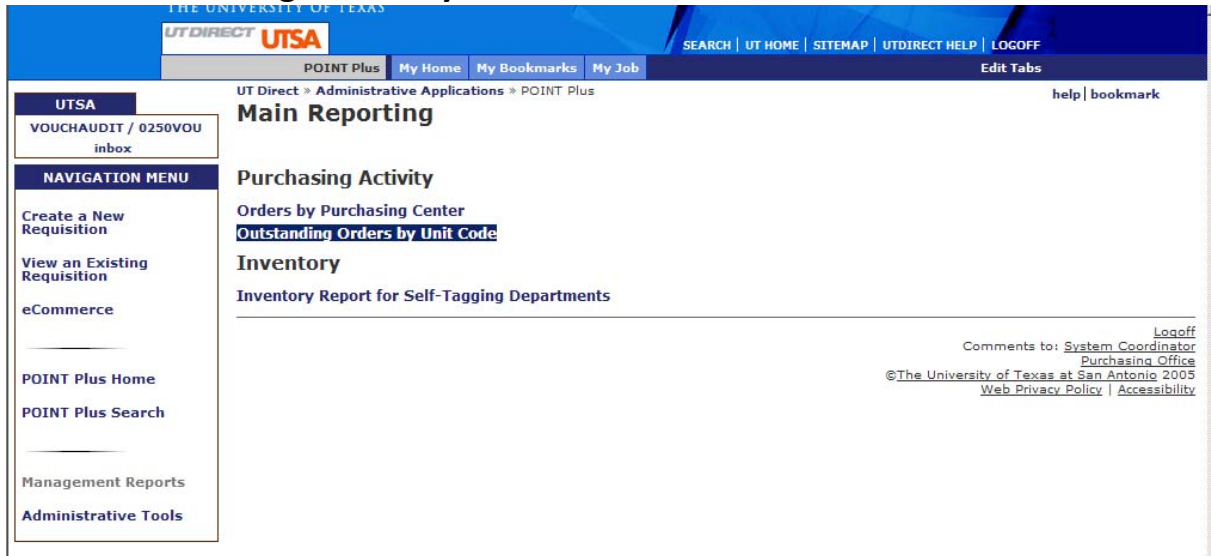 THE UNIVERSITY OF TEXAS
UT DIRECT UTSA
SEARCH | UT HOME | SITEMAP | UTDIRECT HELP | LOGOFF
POINT Plus My Home My Bookmarks My Job Edit Tabs
UT Direct » Administrative Applications » POINT Plus
help | bookmark
Main Reporting
UTSA
VOUCHAUDIT / 0250VOU
inbox
NAVIGATION MENU
Create a New
Requisition
View an Existing
Requisition
eCommerce
POINT Plus Home
POINT Plus Search
Management Reports
Administrative Tools
Purchasing Activity
Orders by Purchasing Center
Outstanding Orders by Unit Code
Inventory
Inventory Report for Self-Tagging Departments
Logoff
Comments to: System Coordinator
Purchasing Office
©The University of Texas at San Antonio 2005
Web Privacy Policy | Accessibility